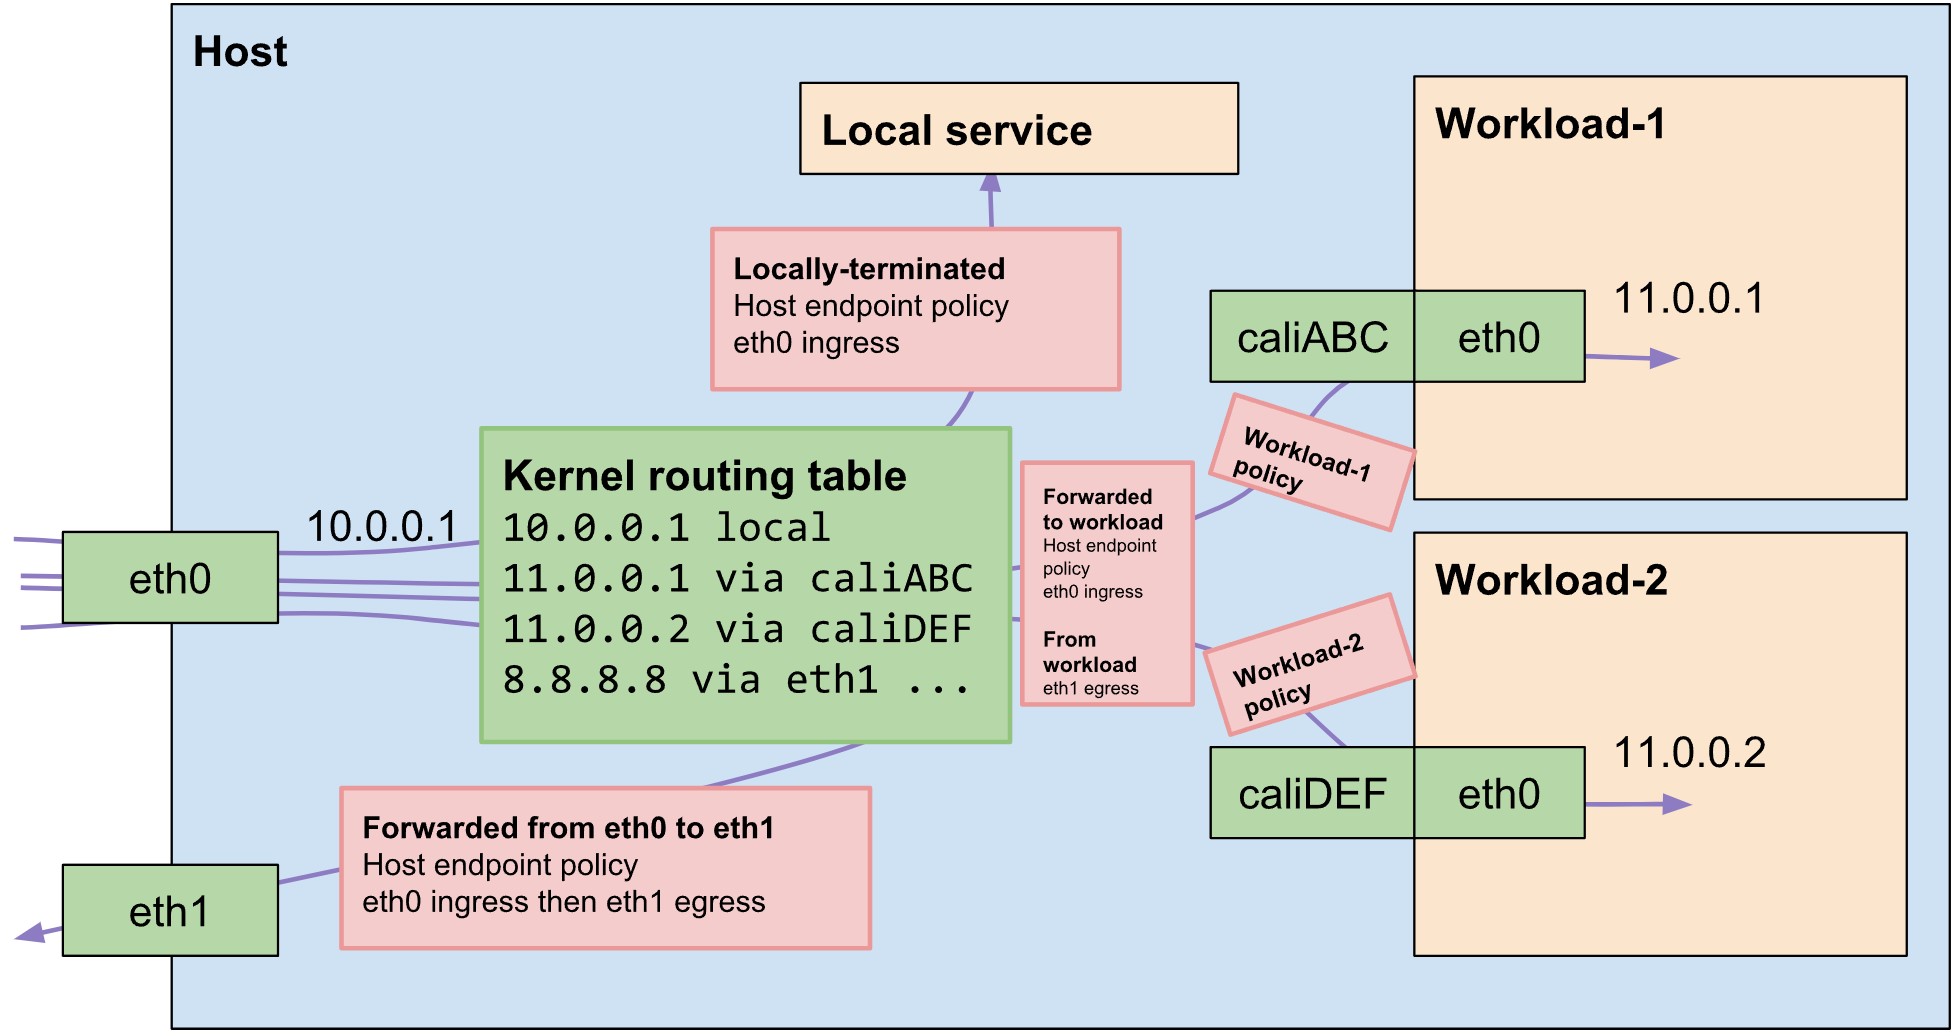 Host
Local service
Workload-1
Locally-terminated
Host endpoint policy
eth0 ingress
caliABC
eth0
11.0.0.1
Workload-1
policy
Kernel routing table
10.0.0.1 local
11.0.0.1 via caliABC
11.0.0.2 via caliDEF
8.8.8.8 via eth1 ...
10.0.0.1
eth0
Forwarded
to workload
Host endpoint
policy
eth0 ingress
From
workload
eth1 egress
Workload-2
Workload-2
policy
caliDEF
eth0
11.0.0.2
Forwarded from eth0 to eth1
Host endpoint policy
eth0 ingress then eth1 egress
eth1